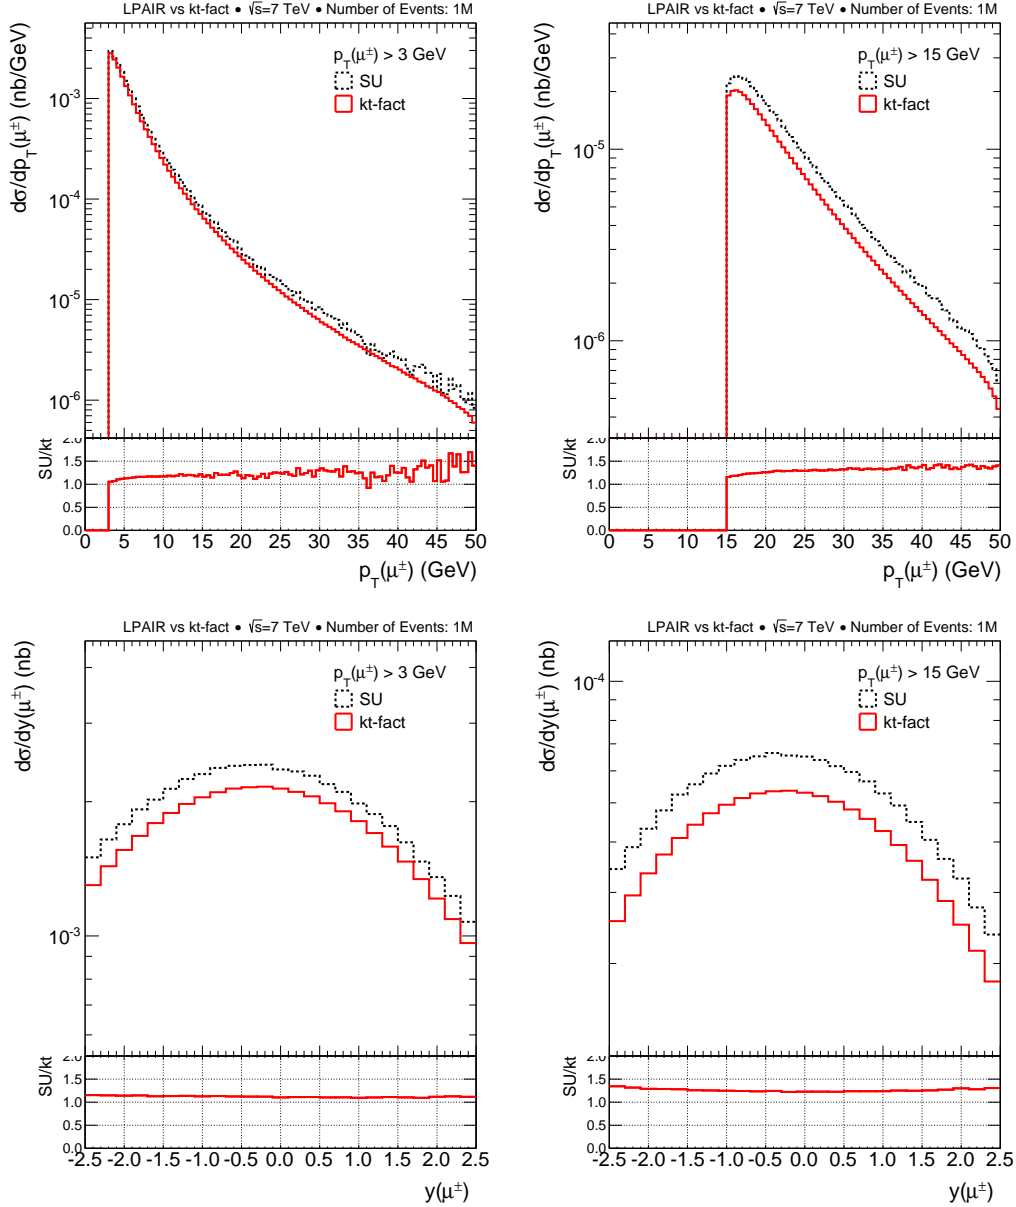 LPAIR vs kt-fact • √s=7 TeV • Number of Events: 1M
dσ/dp_T(μ^±) (nb/GeV)
p_T(μ^±) > 3 GeV
SU
kt-fact
10^-3
10^-4
10^-5
10^-6
SU/kt
2.0
1.5
1.0
0.5
0.0
0 5 10 15 20 25 30 35 40 45 50
p_T(μ^±) (GeV)
LPAIR vs kt-fact • √s=7 TeV • Number of Events: 1M
dσ/dp_T(μ^±) (nb/GeV)
p_T(μ^±) > 15 GeV
SU
kt-fact
10^-5
10^-6
SU/kt
2.0
1.5
1.0
0.5
0.0
0 5 10 15 20 25 30 35 40 45 50
p_T(μ^±) (GeV)
LPAIR vs kt-fact • √s=7 TeV • Number of Events: 1M
dσ/dy(μ^±) (nb)
p_T(μ^±) > 3 GeV
SU
kt-fact
10^-3
SU/kt
2.0
1.5
1.0
0.5
0.0
-2.5 -2.0 -1.5 -1.0 -0.5 0.0 0.5 1.0 1.5 2.0 2.5
y(μ^±)
LPAIR vs kt-fact • √s=7 TeV • Number of Events: 1M
dσ/dy(μ^±) (nb)
p_T(μ^±) > 15 GeV
SU
kt-fact
10^-4
SU/kt
2.0
1.5
1.0
0.5
0.0
-2.5 -2.0 -1.5 -1.0 -0.5 0.0 0.5 1.0 1.5 2.0 2.5
y(μ^±)